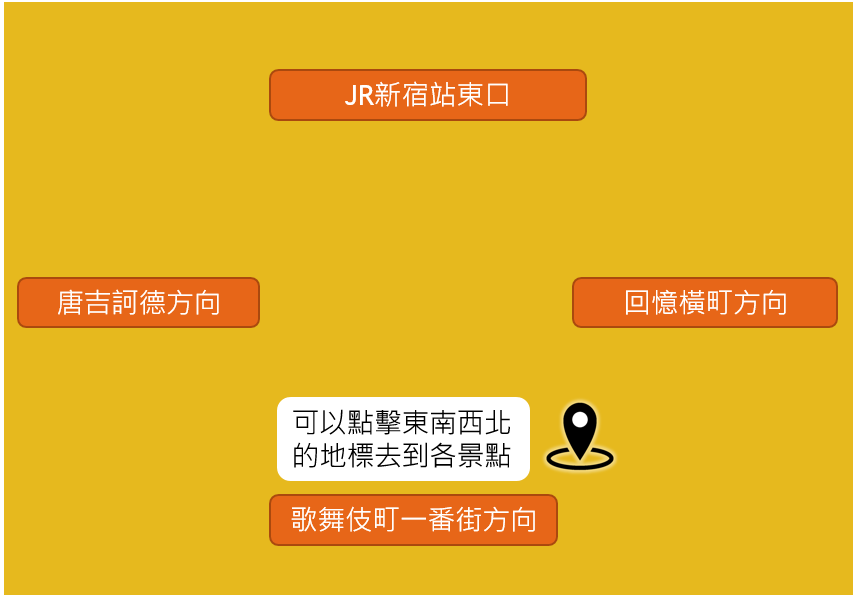 JR新宿站東口
唐吉訶德方向
回憶橫町方向
可以點擊東南西北
的地標去到各景點
歌舞伎町一番街方向